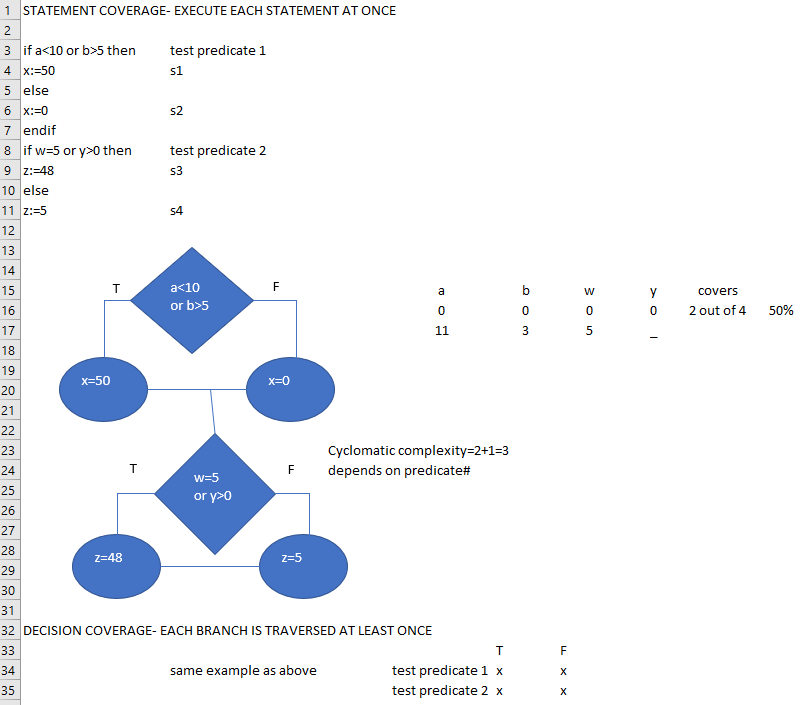 1 STATEMENT COVERAGE- EXECUTE EACH STATEMENT AT ONCE
2
3 if a<10 or b>5 then test predicate 1
4 x:=50 s1
5 else
6 x:=0 s2
7 endif
8 if w=5 or y>0 then test predicate 2
9 z:=48 s3
10 else
11 z:=5 s4
12
13
14 a<10
15 T F or b>5 a b w y covers
16 0 0 0 0 2 out of 4 50%
17 11 3 5 _
18
19
20 x=50 x=0
21
22
23 Cyclomatic complexity=2+1=3
24 T w=5 F depends on predicate#
25 or y>0
26
27
28 z=48 z=5
29
30
31
32 DECISION COVERAGE- EACH BRANCH IS TRAVERSED AT LEAST ONCE
33 T F
34 same example as above test predicate 1 x x
35 test predicate 2 x x